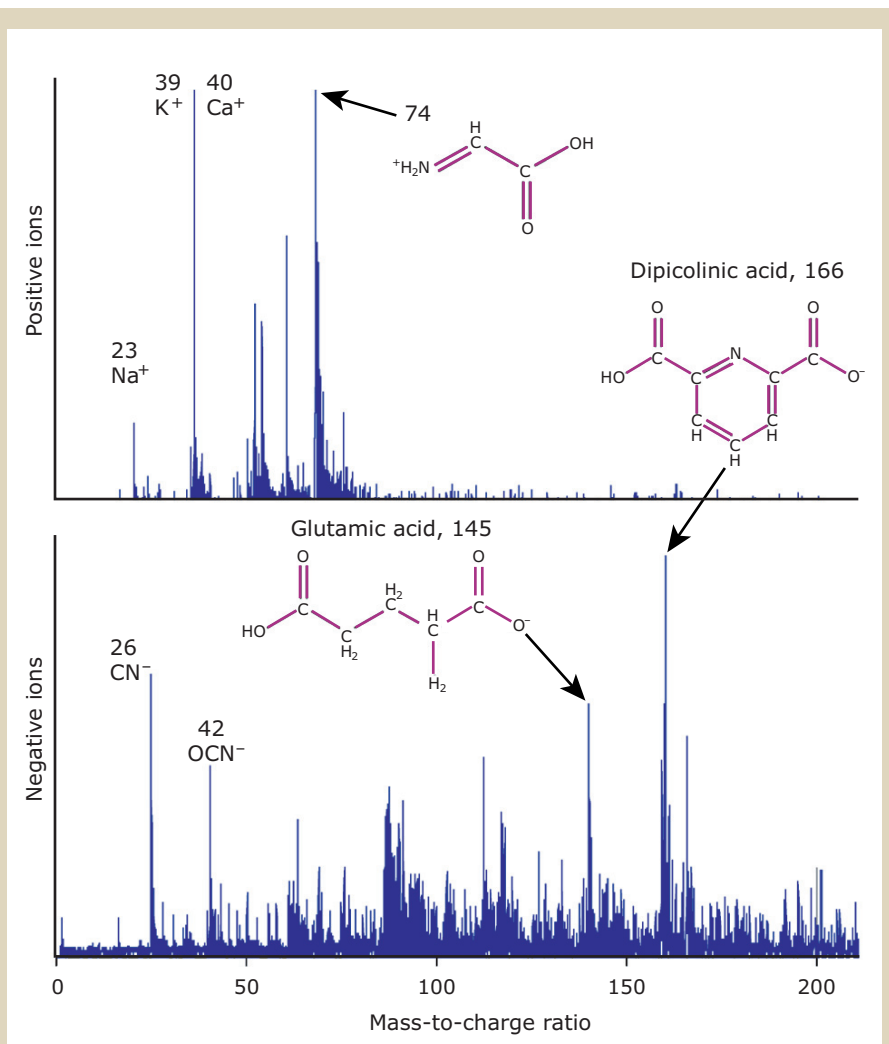 39 40
K⁺ Ca⁺
74
H
C
OH
⁺H₂N
C
O
Positive ions
Dipicolinic acid, 166
O O
23
Na⁺
N
C C
HO C C O⁻
C C
H H
C
H
Glutamic acid, 145
O O
H₂
C
C C
H
HO C O⁻
C
H₂
H₂
26
CN⁻
42
OCN⁻
Negative ions
0 50 100 150 200
Mass-to-charge ratio